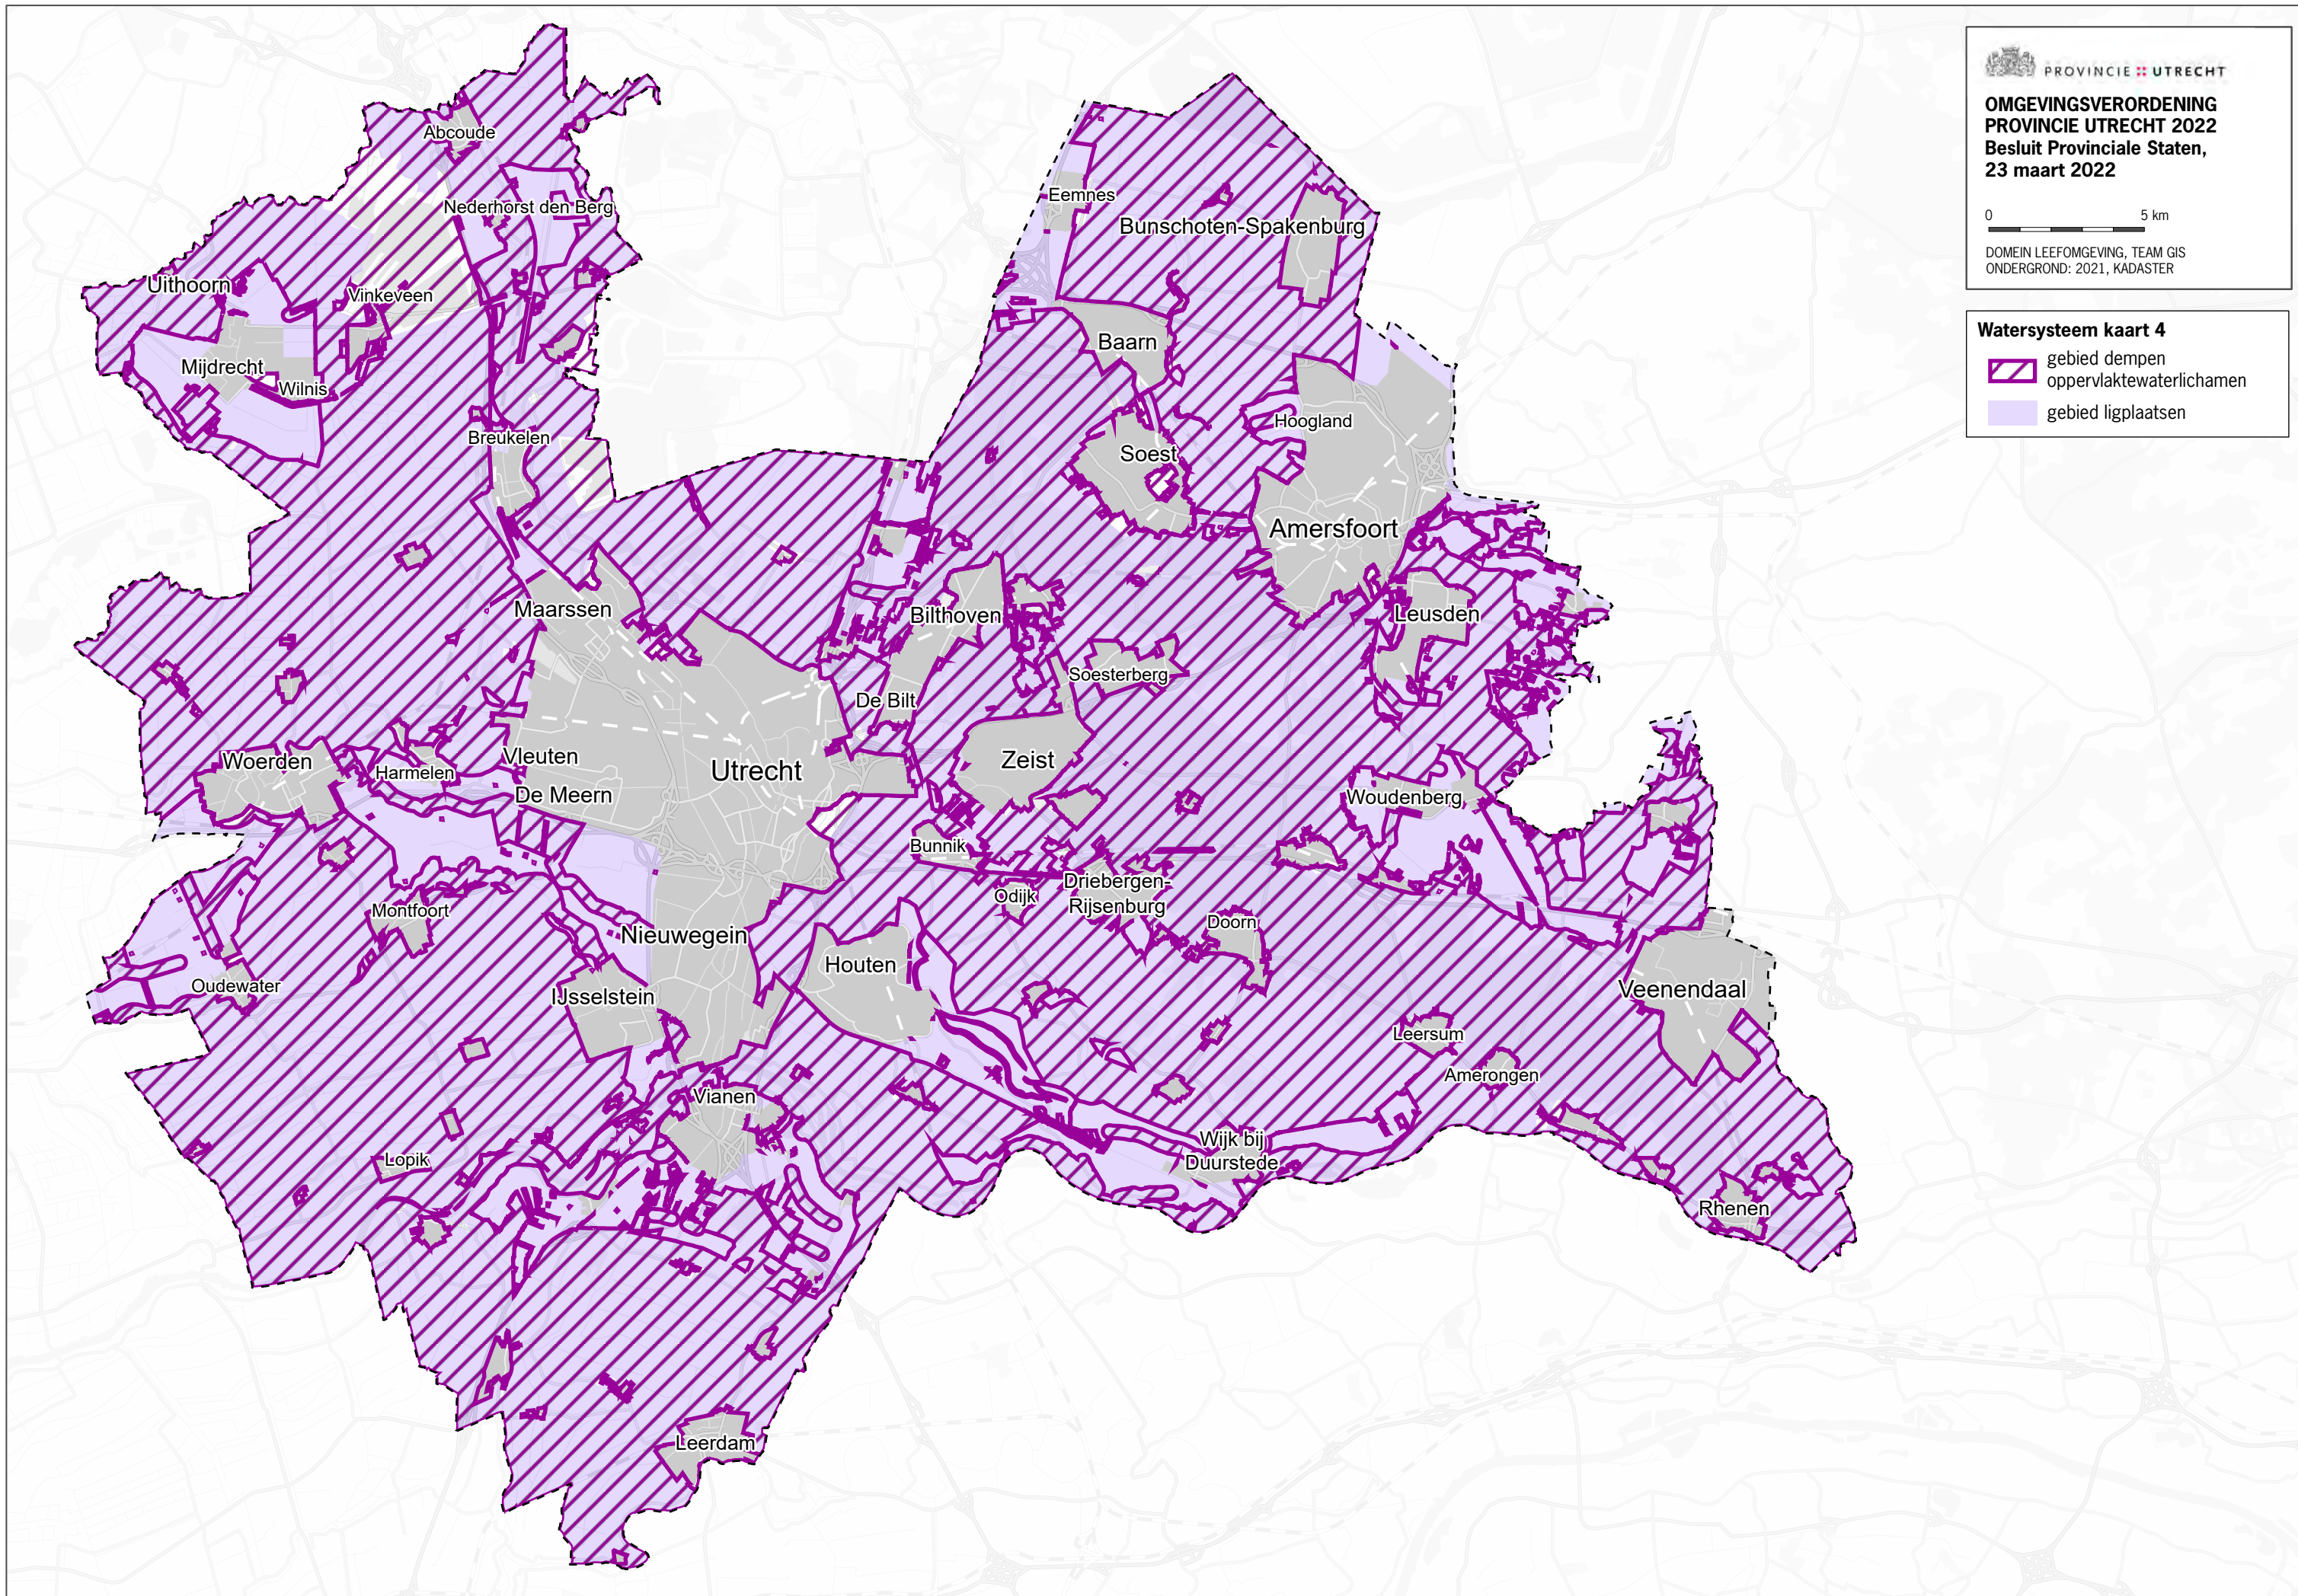 PROVINCIE UTRECHT
OMGEVINGSVERORDENING
PROVINCIE UTRECHT 2022
Besluit Provinciale Staten,
23 maart 2022
0 5 km
DOMEIN LEEFOMGEVING, TEAM GIS
ONDERGROND: 2021, KADASTER
Watersysteem kaart 4
gebied dempen
oppervlaktewaterlichamen
gebied ligplaatsen
Abcoude
Nederhorst den Berg
Eemnes
Bunschoten-Spakenburg
Uithoorn
Vinkeveen
Baarn
Mijdrecht
Wilnis
Hoogland
Breukelen
Soest
Amersfoort
Maarssen
Bilthoven
Leusden
Soesterberg
De Bilt
Vleuten
Woerden
Harmelen
Utrecht
Zeist
De Meern
Woudenberg
Bunnik
Driebergen-
Rijsenburg
Odijk
Montfoort
Doorn
Nieuwegein
Houten
Oudewater
IJsselstein
Veenendaal
Leersum
Amerongen
Vianen
Wijk bij
Duurstede
Lopik
Rhenen
Leerdam